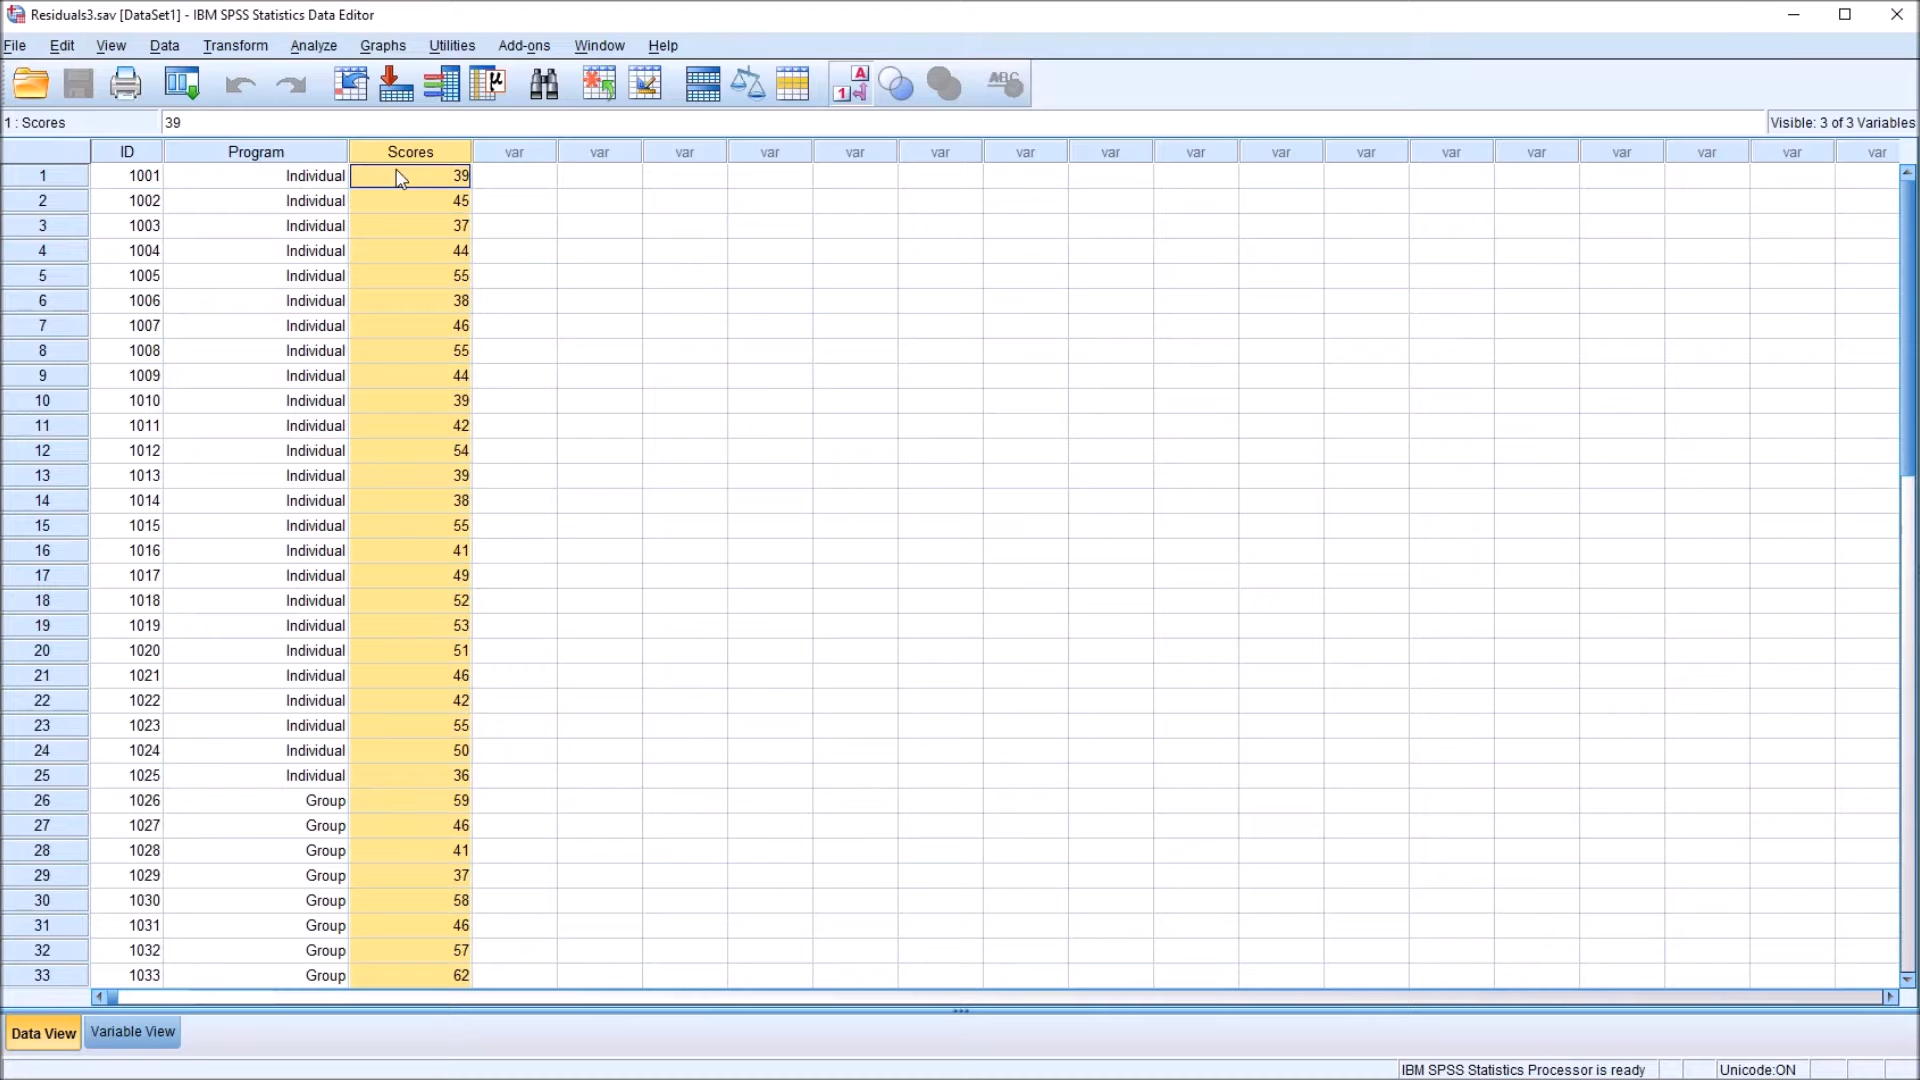 Residuals3.sav [DataSet1] - IBM SPSS Statistics Data Editor
File Edit View Data Transform Analyze Graphs Utilities Add-ons Window Help
1 : Scores 39 Visible: 3 of 3 Variables
ID Program Scores var var var var var var var var var var var var var var var var var
1 1001 Individual 39
2 1002 Individual 45
3 1003 Individual 37
4 1004 Individual 44
5 1005 Individual 55
6 1006 Individual 38
7 1007 Individual 46
8 1008 Individual 55
9 1009 Individual 44
10 1010 Individual 39
11 1011 Individual 42
12 1012 Individual 54
13 1013 Individual 39
14 1014 Individual 38
15 1015 Individual 55
16 1016 Individual 41
17 1017 Individual 49
18 1018 Individual 52
19 1019 Individual 53
20 1020 Individual 51
21 1021 Individual 46
22 1022 Individual 42
23 1023 Individual 55
24 1024 Individual 50
25 1025 Individual 36
26 1026 Group 59
27 1027 Group 46
28 1028 Group 41
29 1029 Group 37
30 1030 Group 58
31 1031 Group 46
32 1032 Group 57
33 1033 Group 62
Data View Variable View
IBM SPSS Statistics Processor is ready Unicode:ON